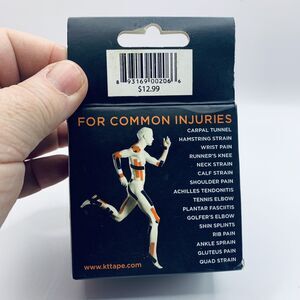 8 93169 00206 6
$12.99
FOR COMMON INJURIES
CARPAL TUNNEL
HAMSTRING STRAIN
WRIST PAIN
RUNNER'S KNEE
NECK STRAIN
CALF STRAIN
SHOULDER PAIN
ACHILLES TENDONITIS
TENNIS ELBOW
PLANTAR FASCIITIS
GOLFER'S ELBOW
SHIN SPLINTS
RIB PAIN
ANKLE SPRAIN
GLUTEUS PAIN
QUAD STRAIN
www.kttape.com